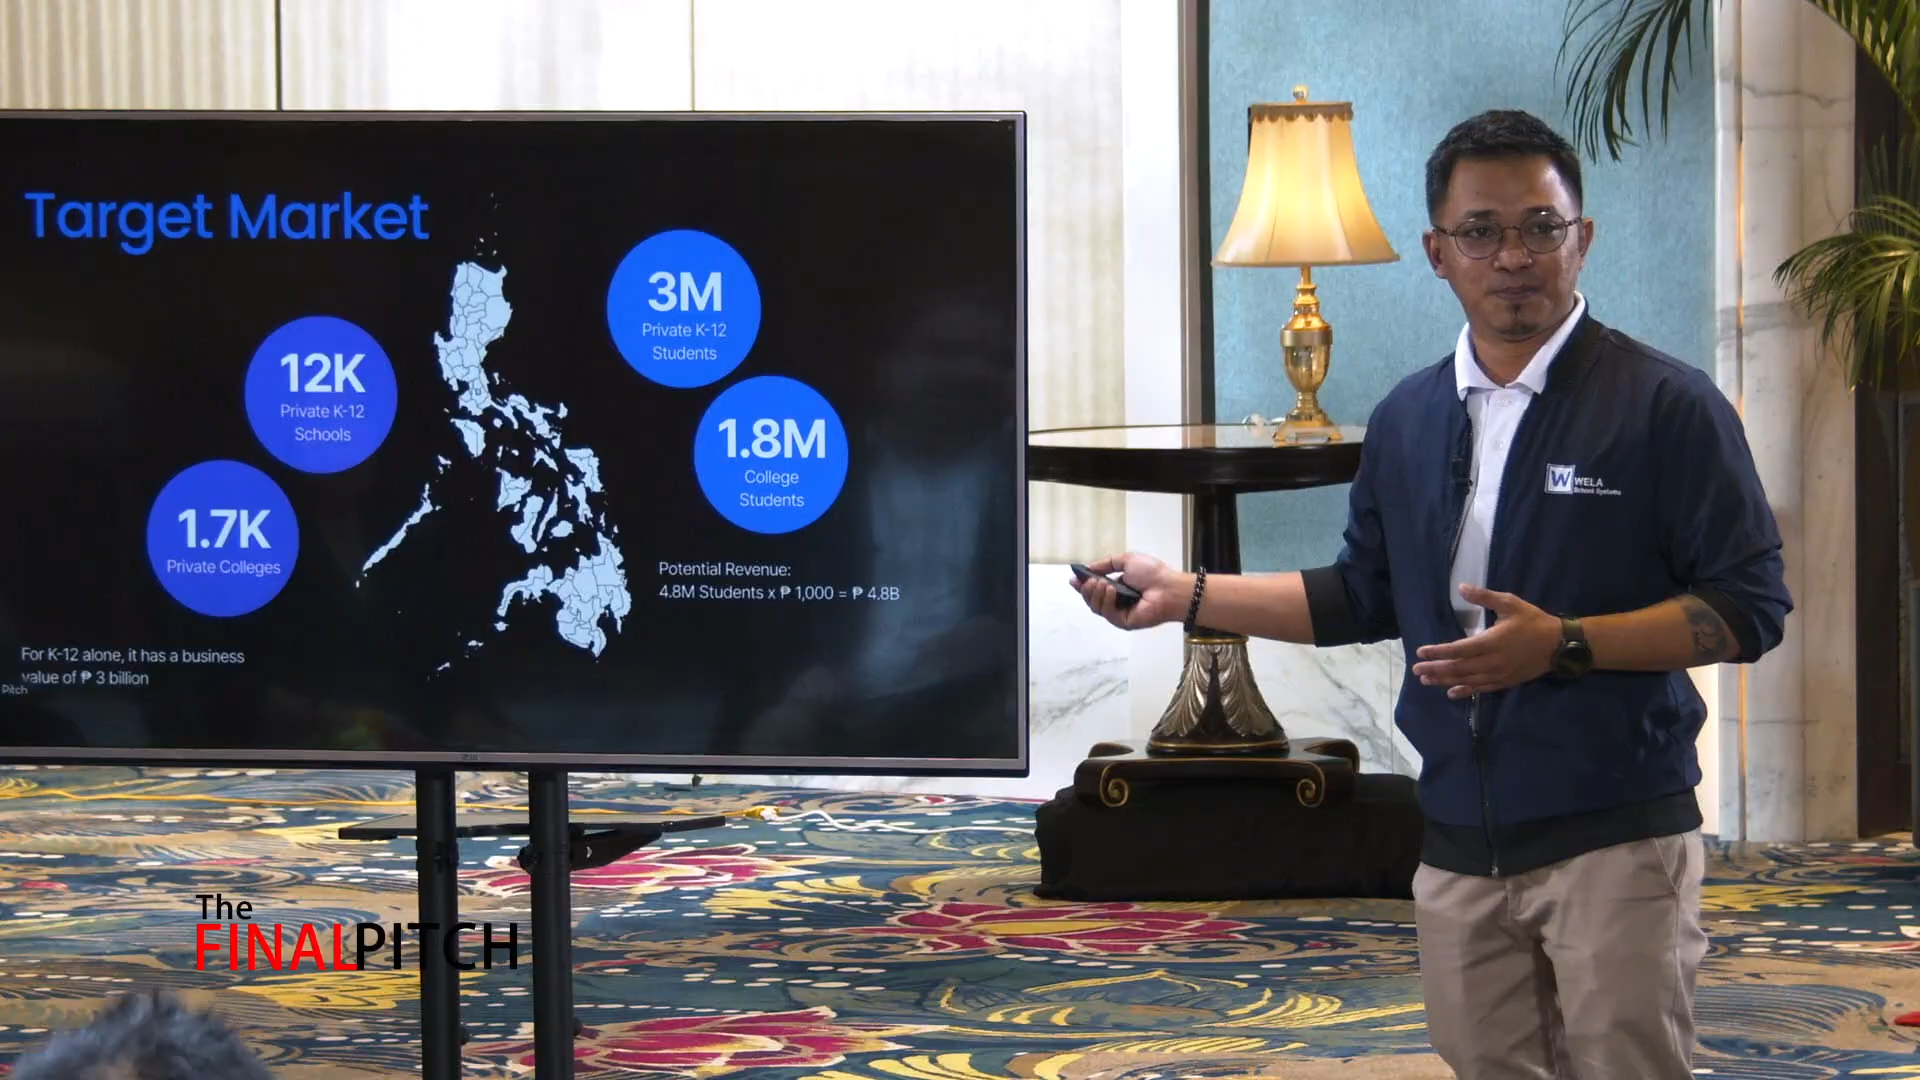 Target Market
3M
Private K-12
Students
12K
Private K-12
Schools
1.8M
College
Students
1.7K
Private Colleges
Potential Revenue:
4.8M Students x ₱ 1,000 = ₱ 4.8B
For K-12 alone, it has a business
value of ₱ 3 billion
Pitch
W WELA
School Systems
The
FINALPITCH